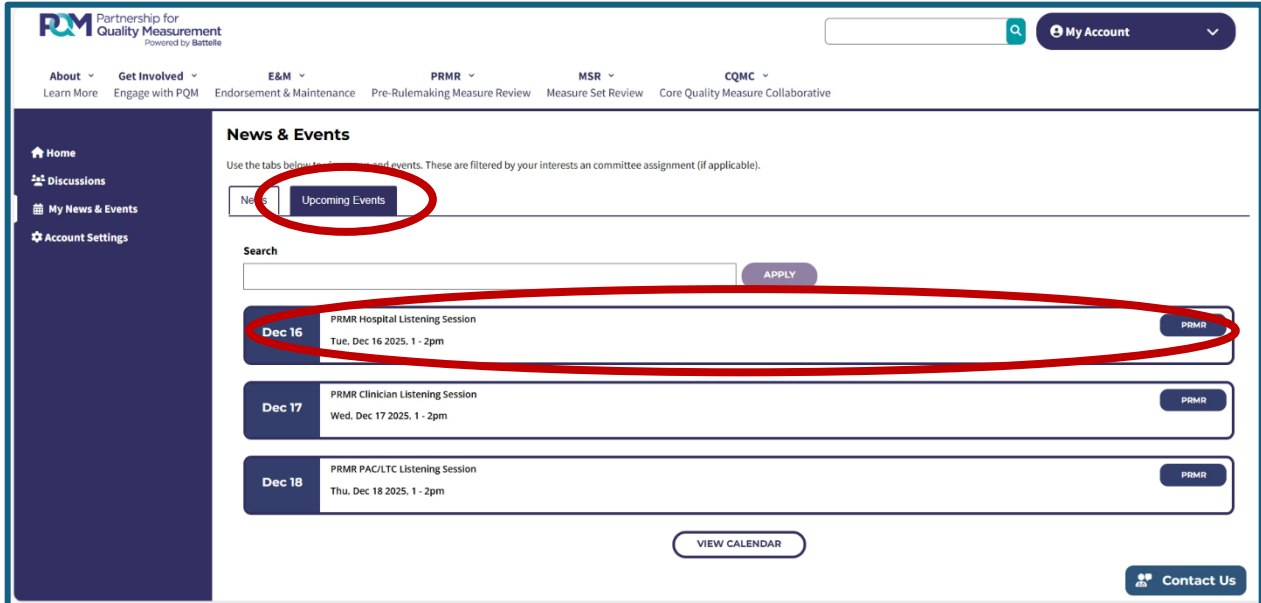 PQM Partnership for
Quality Measurement
Powered by Battelle
My Account
About Get Involved E&M PRMR MSR CQMC
Learn More Engage with PQM Endorsement & Maintenance Pre-Rulemaking Measure Review Measure Set Review Core Quality Measure Collaborative
Home
Discussions
My News & Events
Account Settings
News & Events
Use the tabs below to view news and events. These are filtered by your interests an committee assignment (if applicable).
News Upcoming Events
Search
APPLY
Dec 16
PRMR Hospital Listening Session
Tue, Dec 16 2025, 1 - 2pm
PRMR
Dec 17
PRMR Clinician Listening Session
Wed, Dec 17 2025, 1 - 2pm
PRMR
Dec 18
PRMR PAC/LTC Listening Session
Thu, Dec 18 2025, 1 - 2pm
PRMR
VIEW CALENDAR
Contact Us